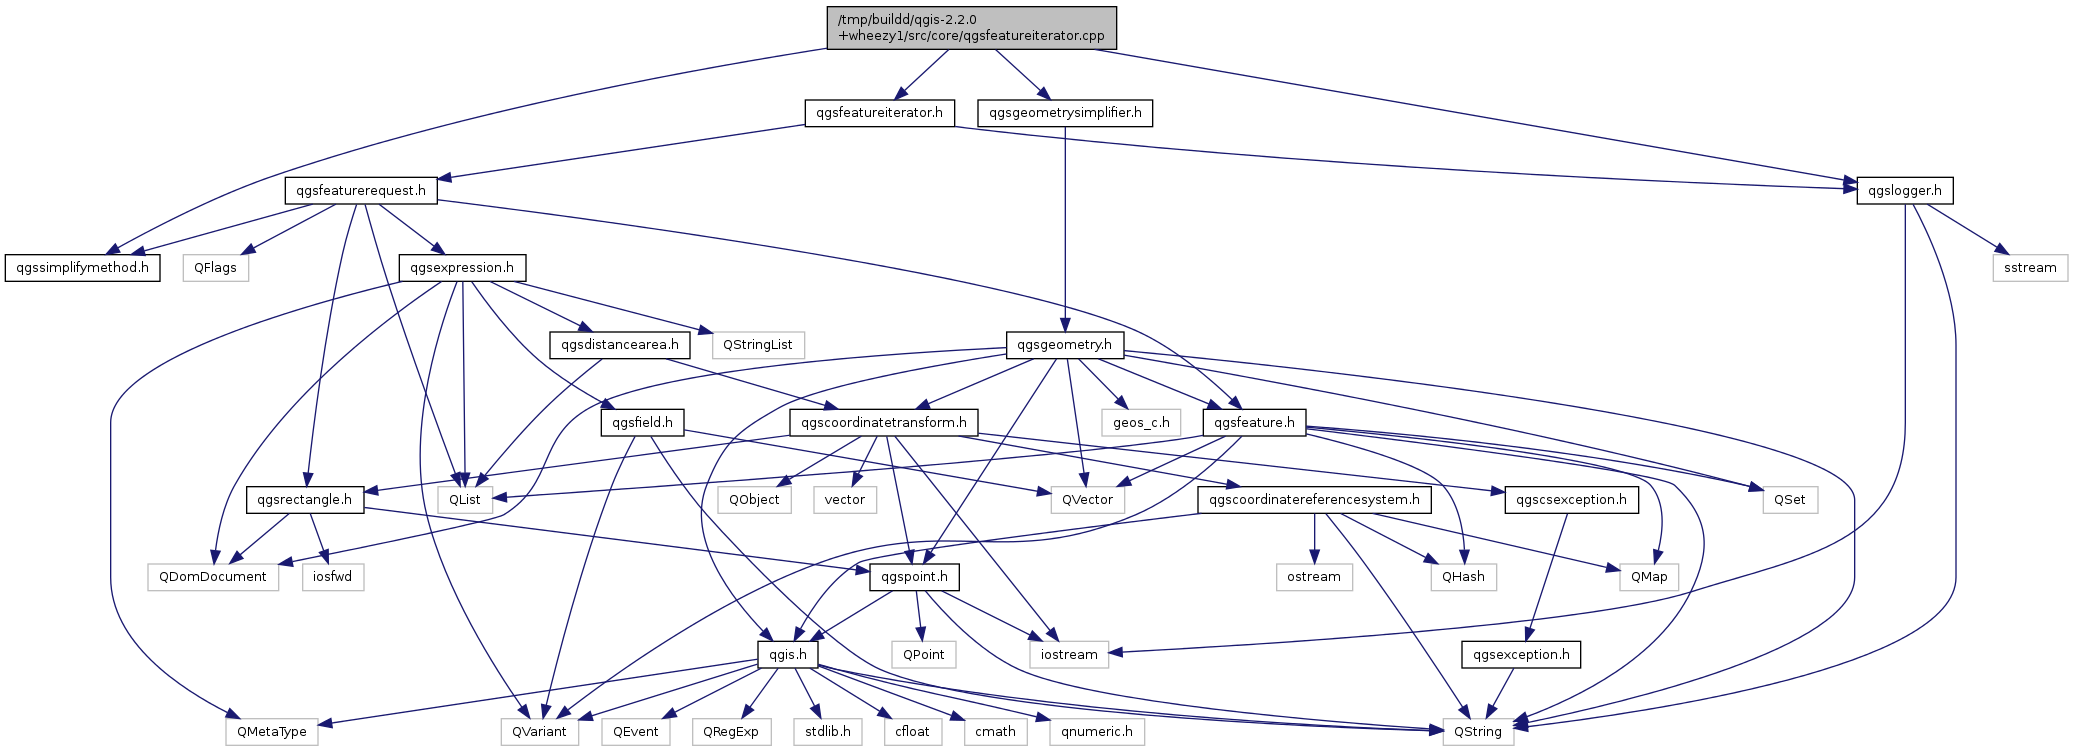 /tmp/buildd/qgis-2.2.0
+wheezy1/src/core/qgsfeatureiterator.cpp
qgsfeatureiterator.h
qgsgeometrysimplifier.h
qgsfeaturerequest.h
qgslogger.h
qgssimplifymethod.h
QFlags
qgsexpression.h
sstream
qgsdistancearea.h
QStringList
qgsgeometry.h
qgsfield.h
qgscoordinatetransform.h
geos_c.h
qgsfeature.h
qgsrectangle.h
QList
QObject
vector
QVector
qgscoordinatereferencesystem.h
qgscsexception.h
QSet
QDomDocument
iosfwd
qgspoint.h
ostream
QHash
QMap
qgis.h
QPoint
iostream
qgsexception.h
QMetaType
QVariant
QEvent
QRegExp
stdlib.h
cfloat
cmath
qnumeric.h
QString